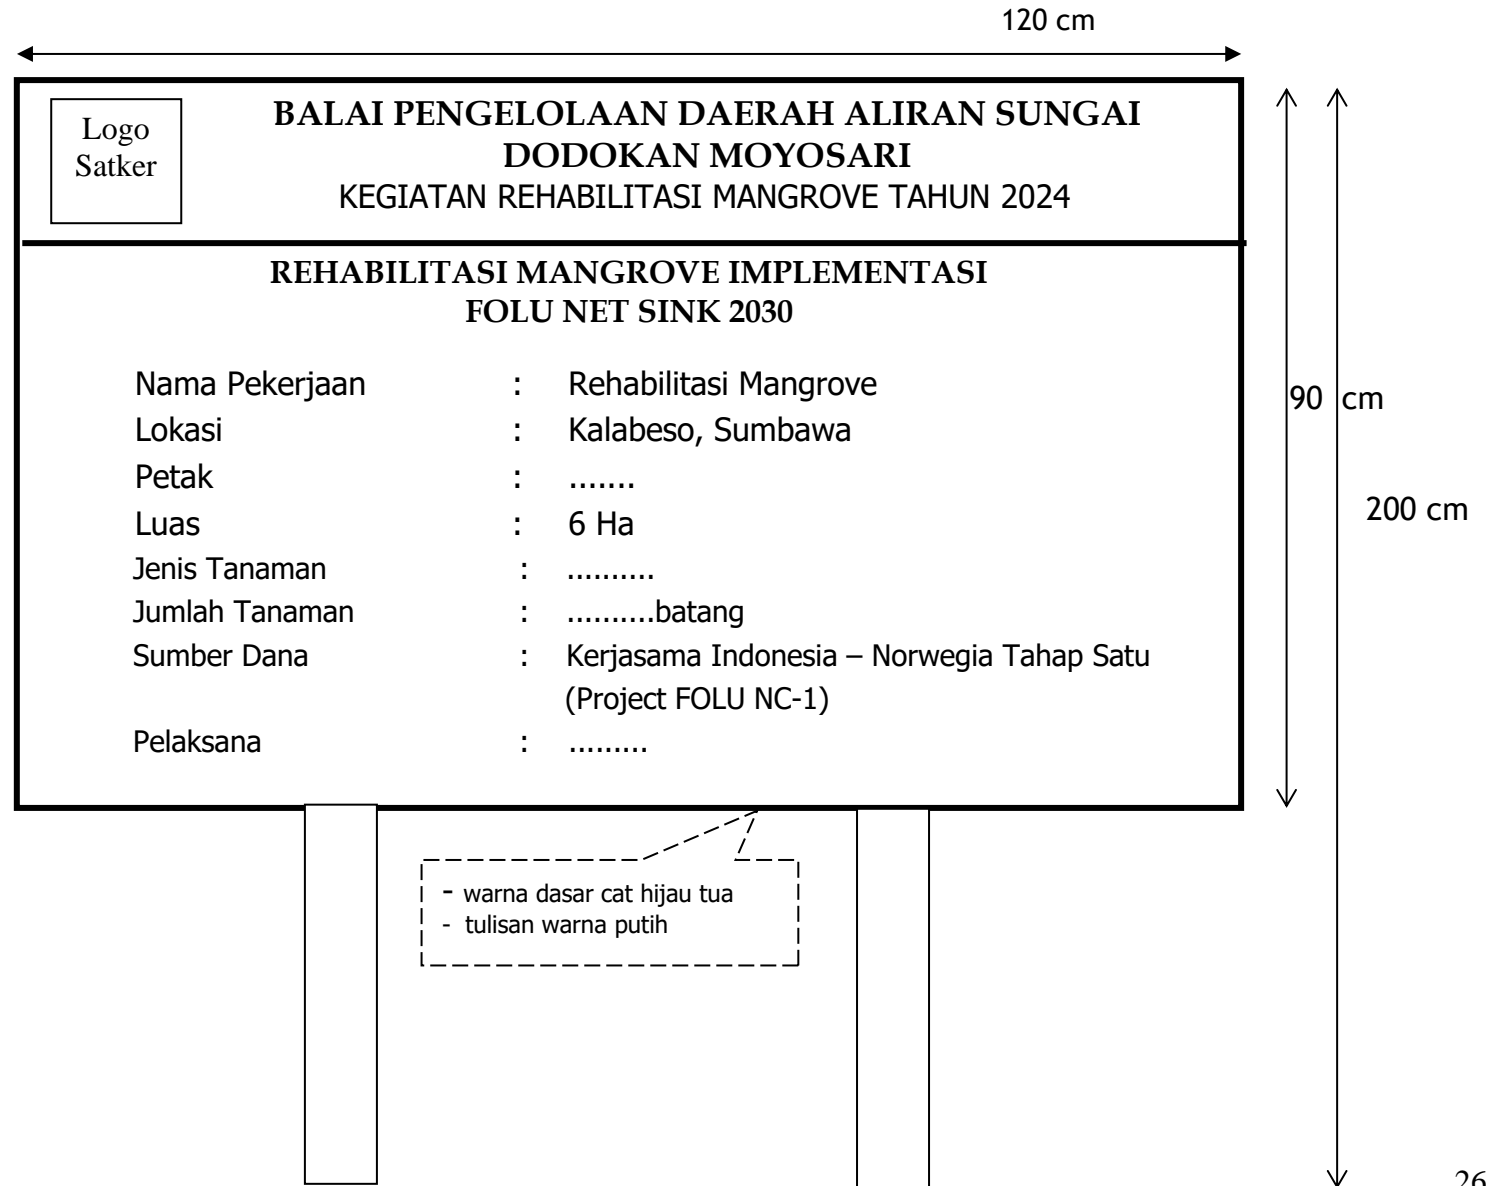 120 cm
Logo
Satker
BALAI PENGELOLAAN DAERAH ALIRAN SUNGAI
DODOKAN MOYOSARI
KEGIATAN REHABILITASI MANGROVE TAHUN 2024
REHABILITASI MANGROVE IMPLEMENTASI
FOLU NET SINK 2030
Nama Pekerjaan : Rehabilitasi Mangrove
Lokasi : Kalabeso, Sumbawa
Petak : .......
Luas : 6 Ha
Jenis Tanaman : ..........
Jumlah Tanaman : ..........batang
Sumber Dana : Kerjasama Indonesia – Norwegia Tahap Satu
(Project FOLU NC-1)
Pelaksana : .........
90 cm
200 cm
- warna dasar cat hijau tua
- tulisan warna putih
26